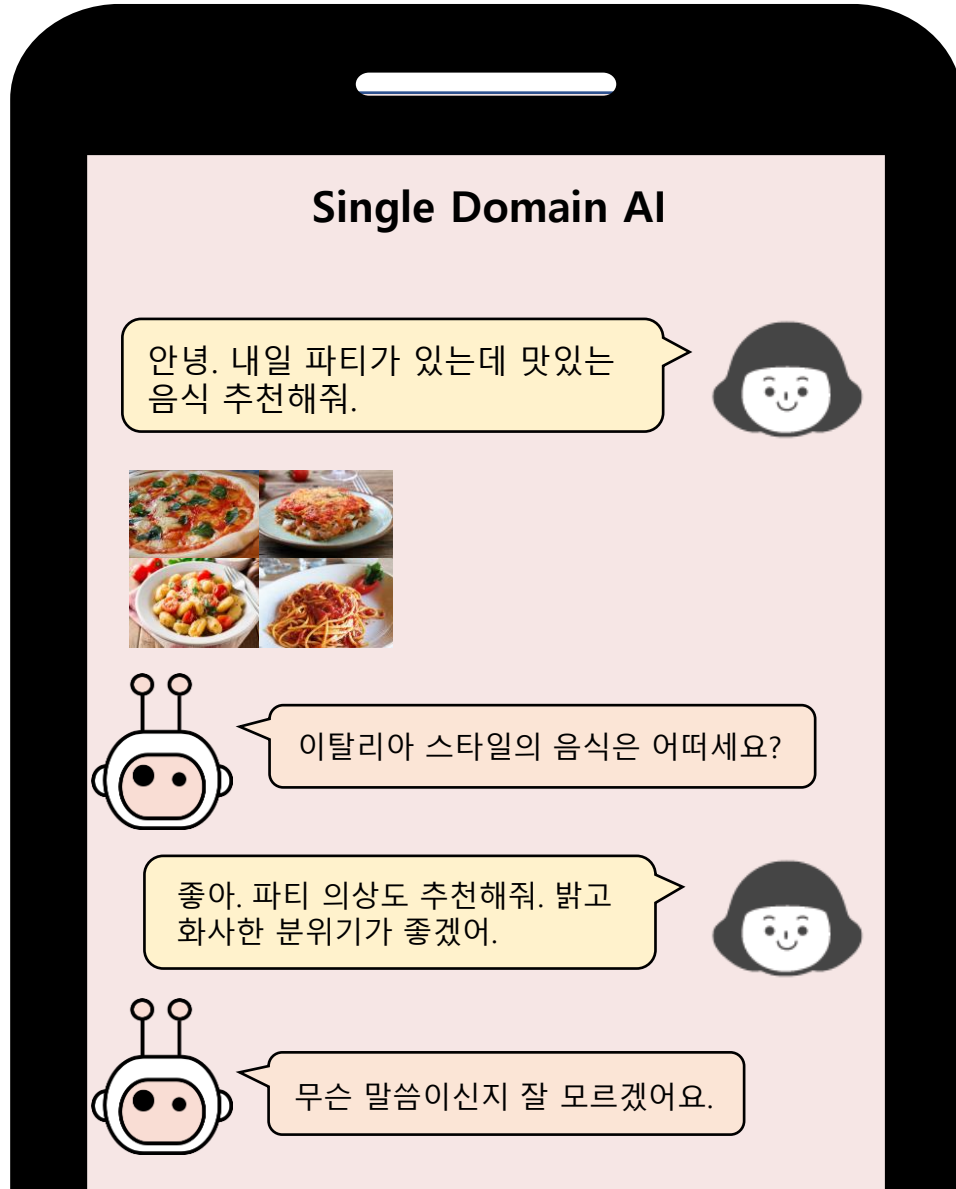 Single Domain AI
안녕. 내일 파티가 있는데 맛있는
음식 추천해줘.
이탈리아 스타일의 음식은 어떠세요?
좋아. 파티 의상도 추천해줘. 밝고
화사한 분위기가 좋겠어.
무슨 말씀이신지 잘 모르겠어요.